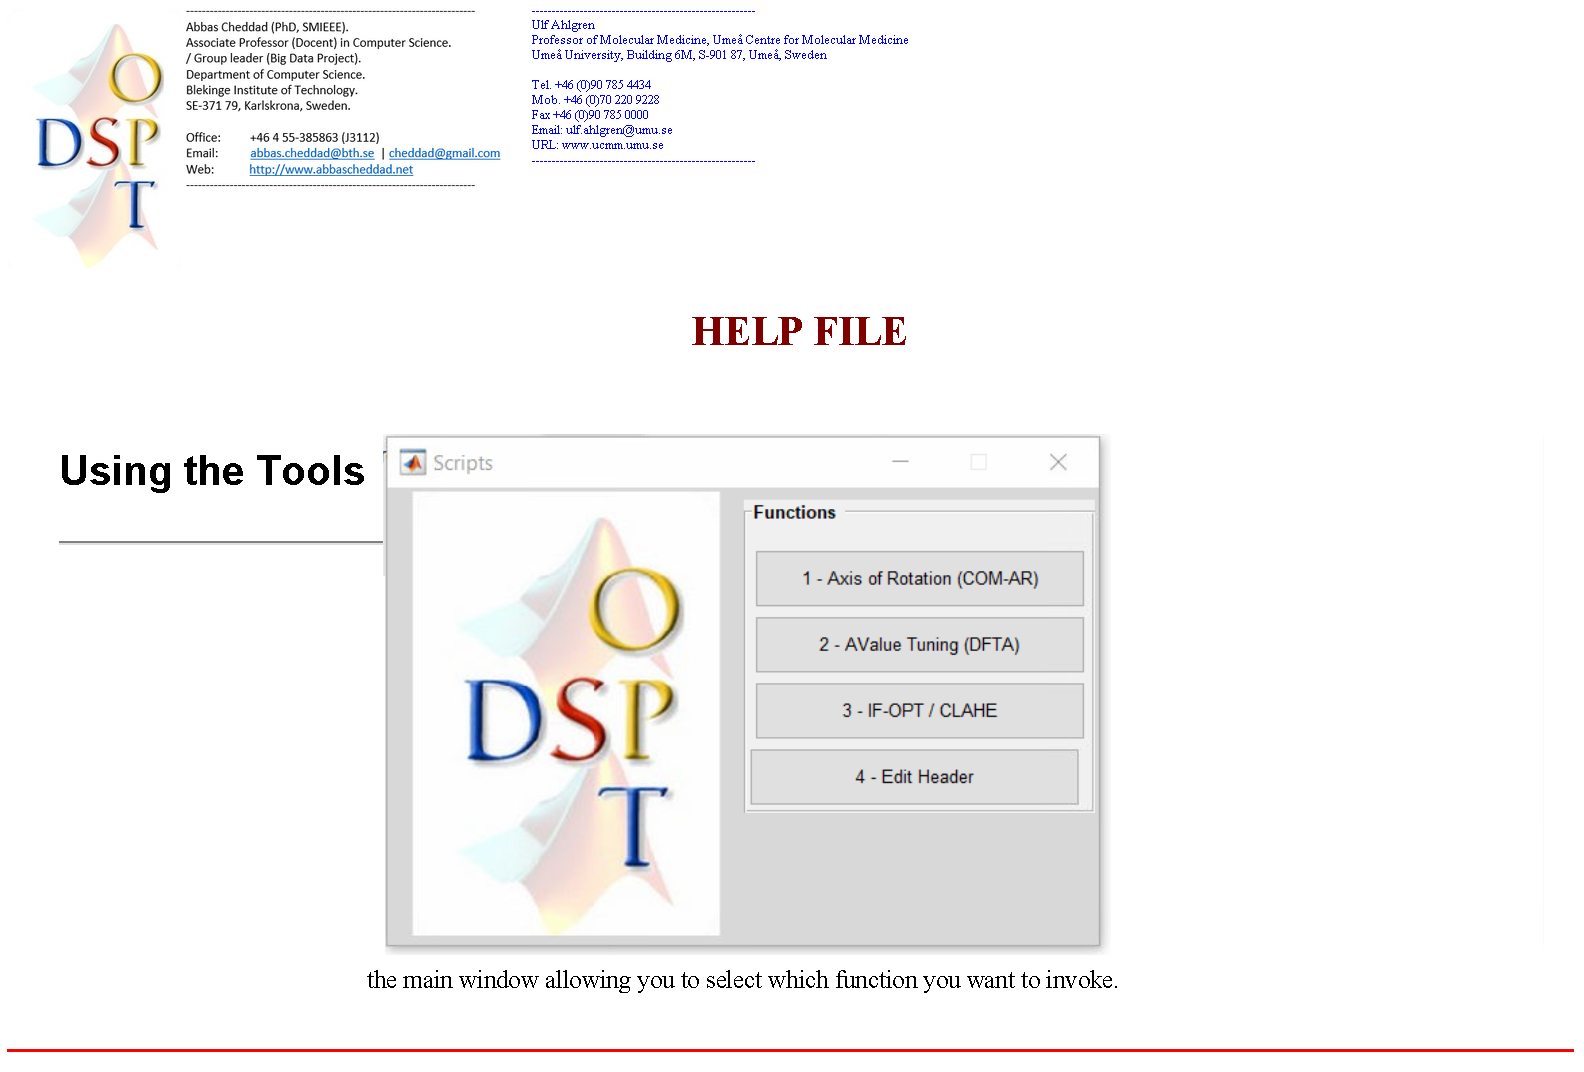 O
DSP
T
--------------------------------------------------------------------------
Abbas Cheddad (PhD, SMIEEE).
Associate Professor (Docent) in Computer Science.
/ Group leader (Big Data Project).
Department of Computer Science.
Blekinge Institute of Technology.
SE-371 79, Karlskrona, Sweden.
Office: +46 4 55-385863 (J3112)
Email: abbas.cheddad@bth.se | cheddad@gmail.com
Web: http://www.abbascheddad.net
--------------------------------------------------------------------------
--------------------------------------------------------
Ulf Ahlgren
Professor of Molecular Medicine, Umeå Centre for Molecular Medicine
Umeå University, Building 6M, S-901 87, Umeå, Sweden
Tel. +46 (0)90 785 4434
Mob. +46 (0)70 220 9228
Fax +46 (0)90 785 0000
Email: ulf.ahlgren@umu.se
URL: www.ucmm.umu.se
--------------------------------------------------------
HELP FILE
Using the Tools
Scripts
O
DSP
T
Functions
1 - Axis of Rotation (COM-AR)
2 - AValue Tuning (DFTA)
3 - IF-OPT / CLAHE
4 - Edit Header
the main window allowing you to select which function you want to invoke.